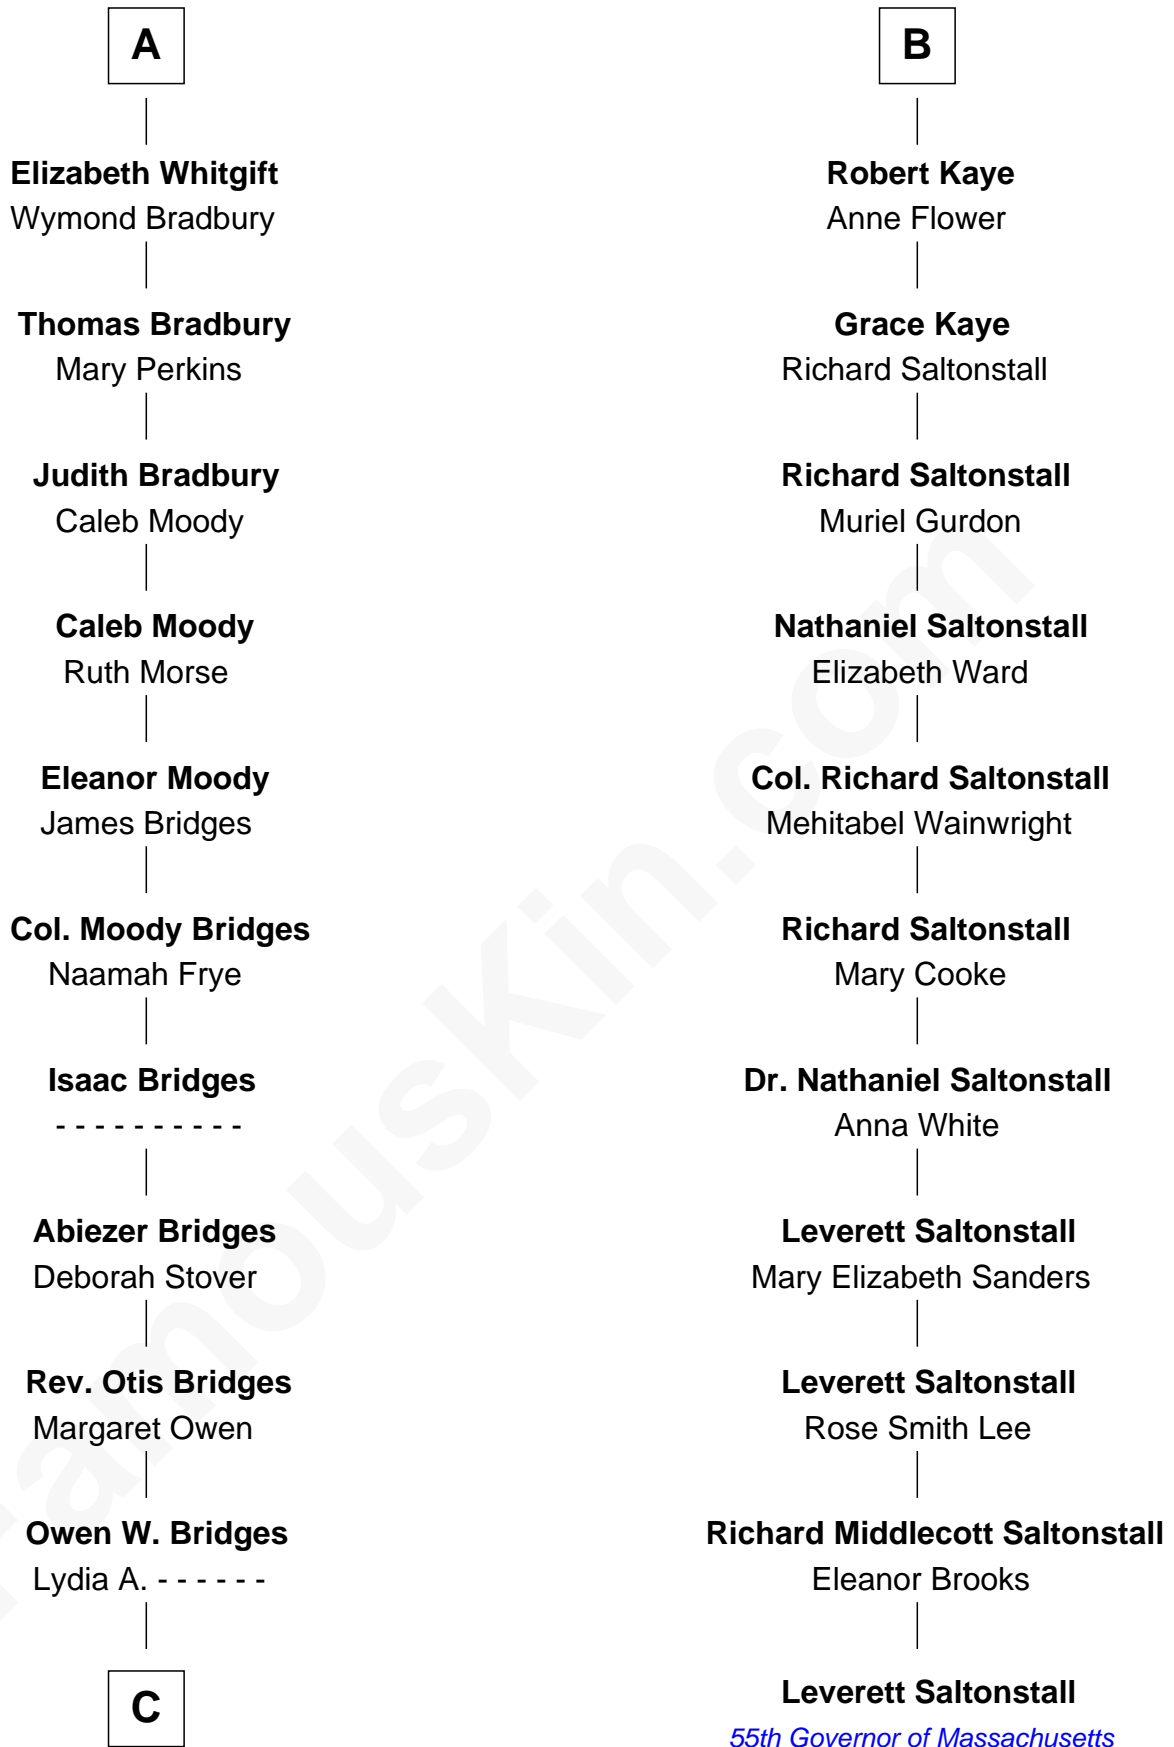 A
Elizabeth Whitgift
Wymond Bradbury
Thomas Bradbury
Mary Perkins
Judith Bradbury
Caleb Moody
Caleb Moody
Ruth Morse
Eleanor Moody
James Bridges
Col. Moody Bridges
Naamah Frye
Isaac Bridges
- - - - - - - - - -
Abiezer Bridges
Deborah Stover
Rev. Otis Bridges
Margaret Owen
Owen W. Bridges
Lydia A. - - - - - -
C
B
Robert Kaye
Anne Flower
Grace Kaye
Richard Saltonstall
Richard Saltonstall
Muriel Gurdon
Nathaniel Saltonstall
Elizabeth Ward
Col. Richard Saltonstall
Mehitabel Wainwright
Richard Saltonstall
Mary Cooke
Dr. Nathaniel Saltonstall
Anna White
Leverett Saltonstall
Mary Elizabeth Sanders
Leverett Saltonstall
Rose Smith Lee
Richard Middlecott Saltonstall
Eleanor Brooks
Leverett Saltonstall
55th Governor of Massachusetts
FamousKin.com